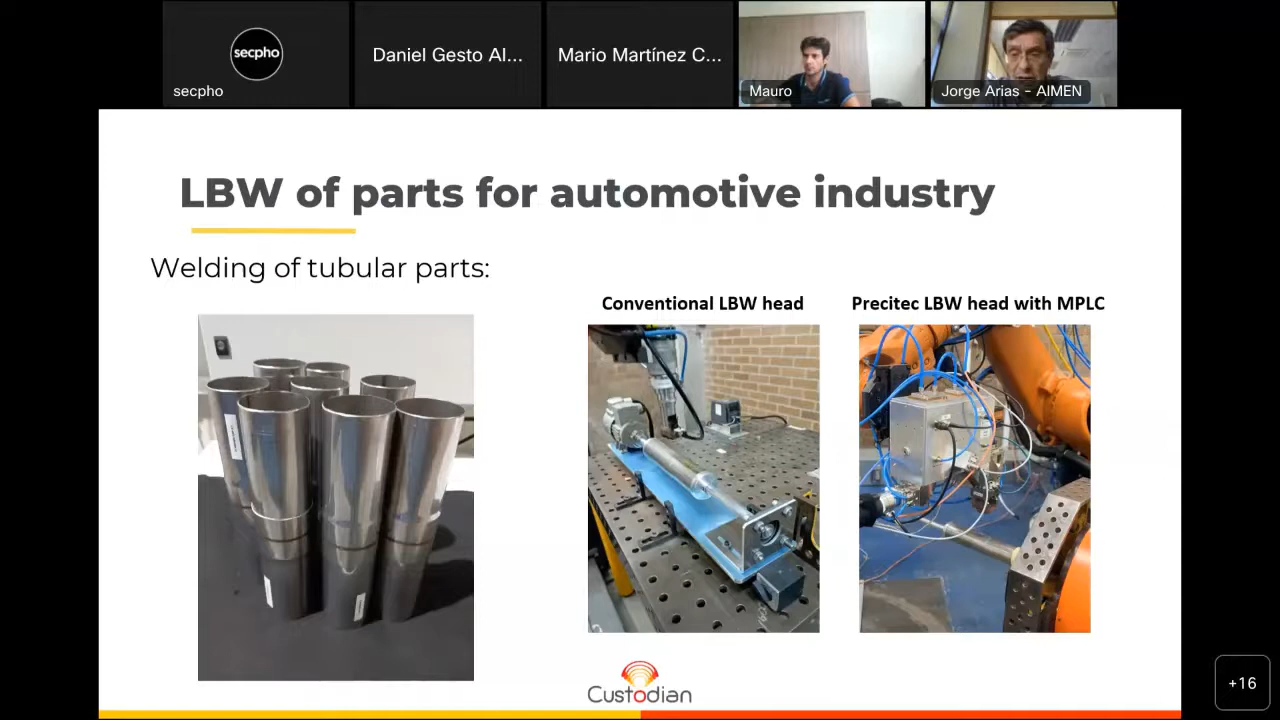 secpho
secpho
Daniel Gesto Al...
Mario Martínez C...
Mauro
Jorge Arias - AIMEN
LBW of parts for automotive industry
Welding of tubular parts:
Conventional LBW head
Precitec LBW head with MPLC
Custodian
+16